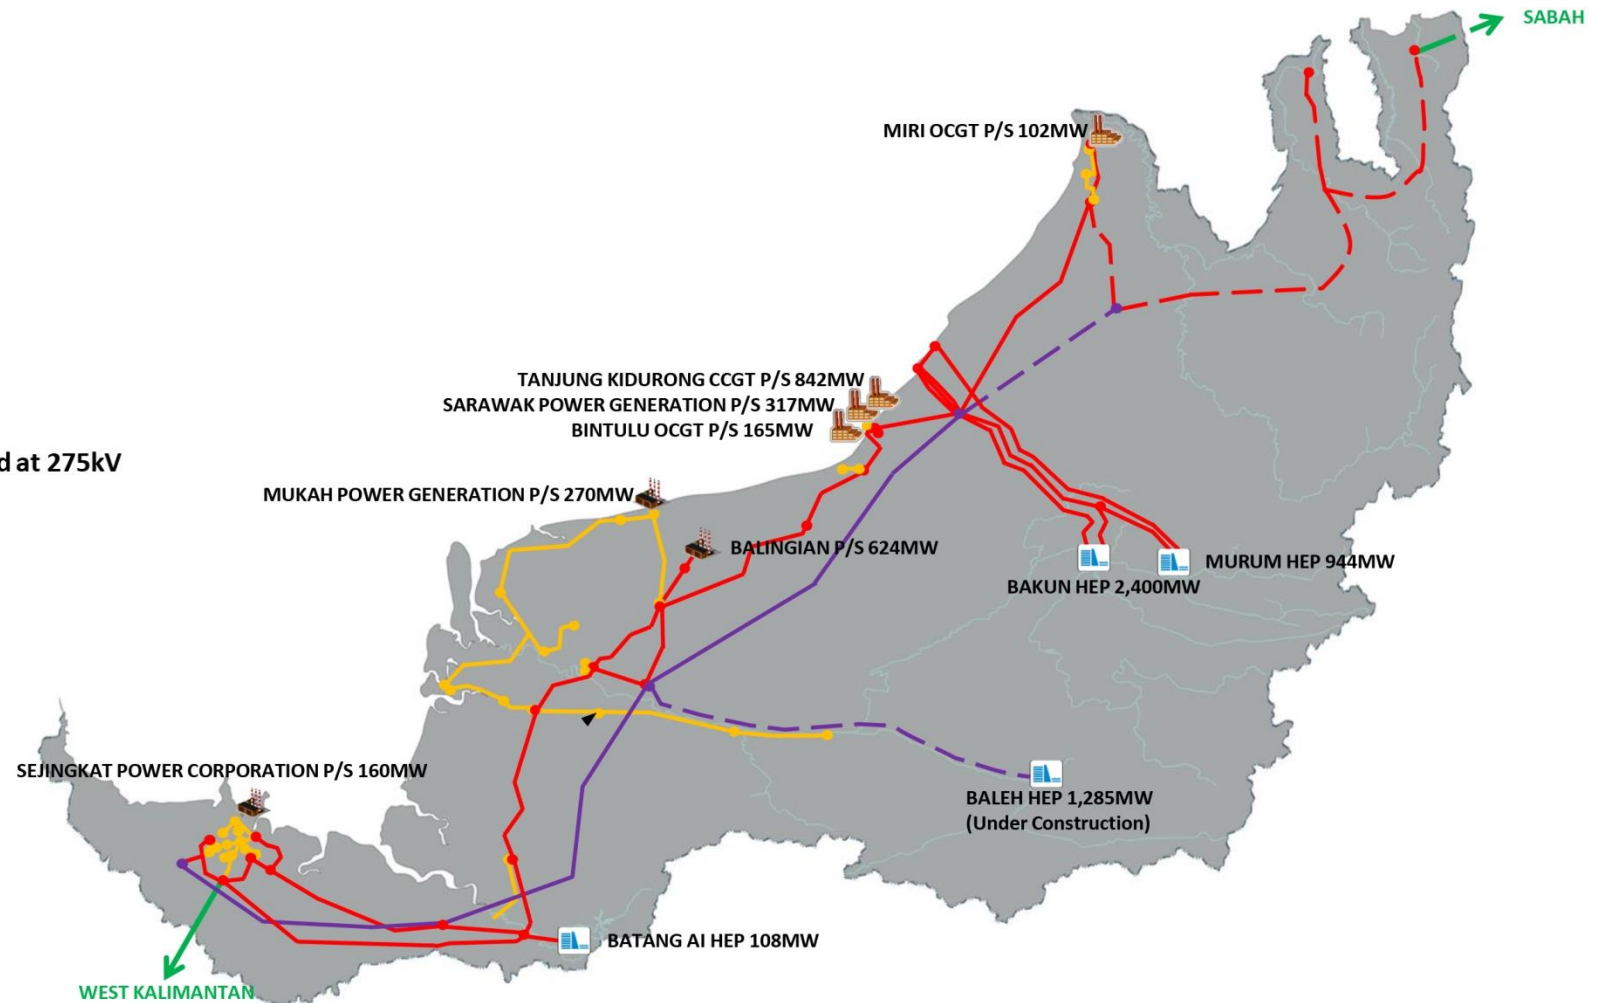 SABAH
MIRI OCGT P/S 102MW
TANJUNG KIDURONG CCGT P/S 842MW
SARAWAK POWER GENERATION P/S 317MW
BINTULU OCGT P/S 165MW
d at 275kV
MUKAH POWER GENERATION P/S 270MW
BALINGIAN P/S 624MW
MURUM HEP 944MW
BAKUN HEP 2,400MW
SEJINGKAT POWER CORPORATION P/S 160MW
BALEH HEP 1,285MW
(Under Construction)
BATANG AI HEP 108MW
WEST KALIMANTAN